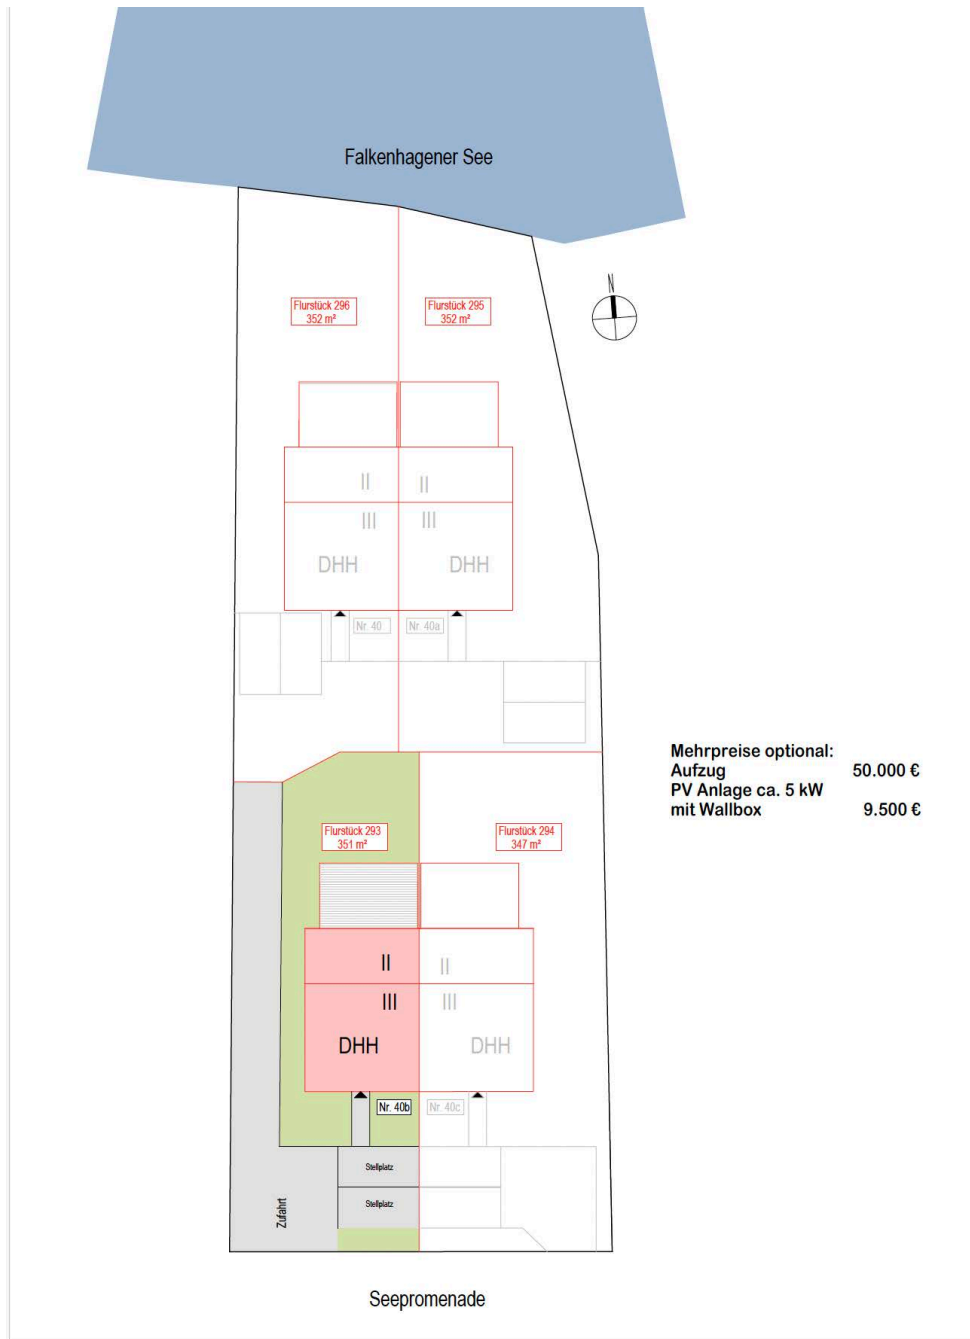 Falkenhagener See
N
Flurstück 296
352 m²
Flurstück 295
352 m²
II
II
III
III
DHH
DHH
Nr. 40
Nr. 40a
Mehrpreise optional:
Aufzug 50.000 €
PV Anlage ca. 5 kW
mit Wallbox 9.500 €
Flurstück 293
351 m²
Flurstück 294
347 m²
II
II
III
III
DHH
DHH
Nr. 40b
Nr. 40c
Stellplatz
Stellplatz
Zufahrt
Seepromenade